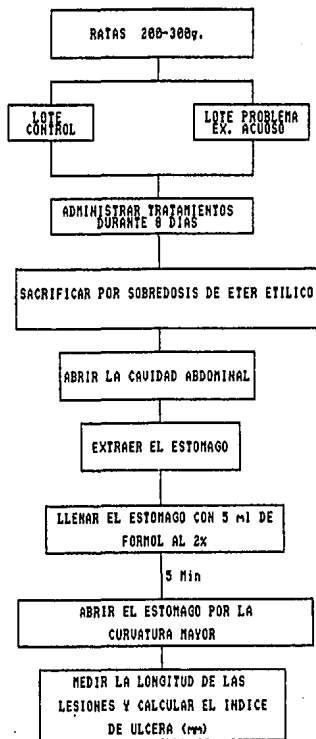 RATAS 200-300g.
LOTE
CONTROL
LOTE PROBLEMA
EX. ACUOSO
ADMINISTRAR TRATAMIENTOS
DURANTE 8 DIAS
SACRIFICAR POR SOBREDOSIS DE ETER ETILICO
ABRIR LA CAVIDAD ABDOMINAL
EXTRAER EL ESTOMAGO
LLENAR EL ESTOMAGO CON 5 ml DE
FORMOL AL 2%
5 Min
ABRIR EL ESTOMAGO POR LA
CURVATURA MAYOR
MEDIR LA LONGITUD DE LAS
LESIONES Y CALCULAR EL INDICE
DE ULCERA (mm)